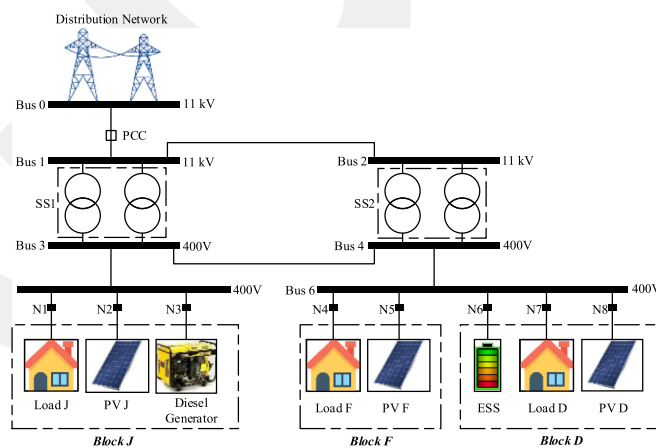 Distribution Network
Bus 0
11 kV
PCC
Bus 1
11 kV
Bus 2
11 kV
SS1
SS2
Bus 3
400V
Bus 4
400V
400V
Bus 6
400V
N1
N2
N3
N4
N5
N6
N7
N8
Load J
PV J
Diesel
Generator
Load F
PV F
ESS
Load D
PV D
Block J
Block F
Block D